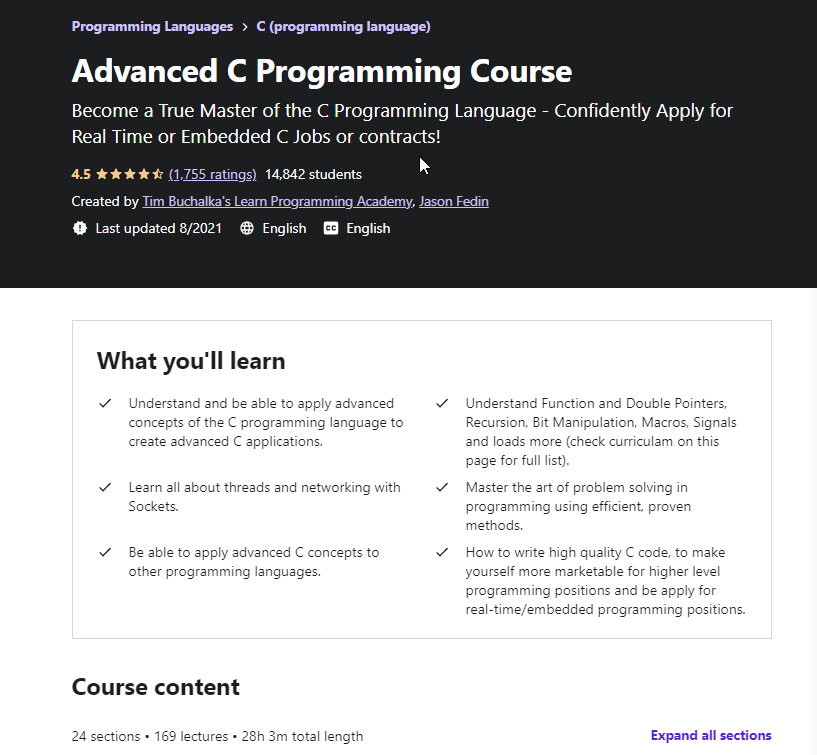 Programming Languages > C (programming language)
Advanced C Programming Course
Become a True Master of the C Programming Language - Confidently Apply for
Real Time or Embedded C Jobs or contracts!
4.5 (1,755 ratings) 14,842 students
Created by Tim Buchalka's Learn Programming Academy, Jason Fedin
Last updated 8/2021 English CC English
What you'll learn
Understand and be able to apply advanced
concepts of the C programming language to
create advanced C applications.
Understand Function and Double Pointers,
Recursion, Bit Manipulation, Macros, Signals
and loads more (check curriculam on this
page for full list).
Learn all about threads and networking with
Sockets.
Master the art of problem solving in
programming using efficient, proven
methods.
Be able to apply advanced C concepts to
other programming languages.
How to write high quality C code, to make
yourself more marketable for higher level
programming positions and be apply for
real-time/embedded programming positions.
Course content
24 sections • 169 lectures • 28h 3m total length
Expand all sections